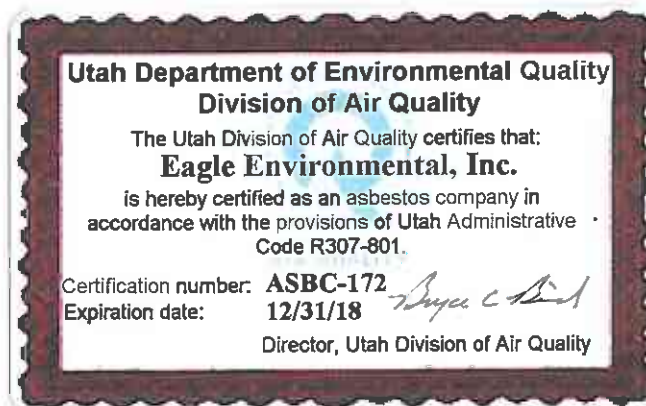 Utah Department of Environmental Quality
Division of Air Quality
The Utah Division of Air Quality certifies that:
Eagle Environmental, Inc.
is hereby certified as an asbestos company in
accordance with the provisions of Utah Administrative
Code R307-801.
Certification number: ASBC-172
Expiration date: 12/31/18
Bryce C Bird
Director, Utah Division of Air Quality